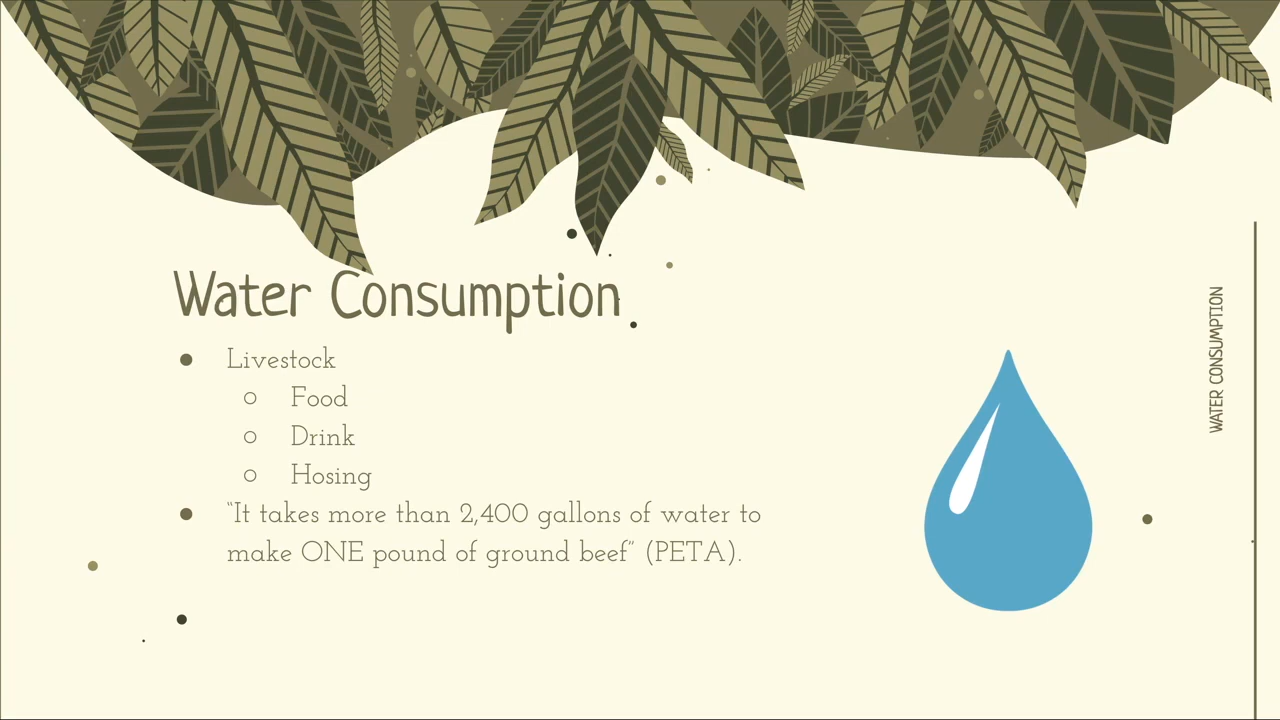 Water Consumption
● Livestock
○ Food
○ Drink
○ Hosing
● “It takes more than 2,400 gallons of water to
make ONE pound of ground beef” (PETA).
WATER CONSUMPTION